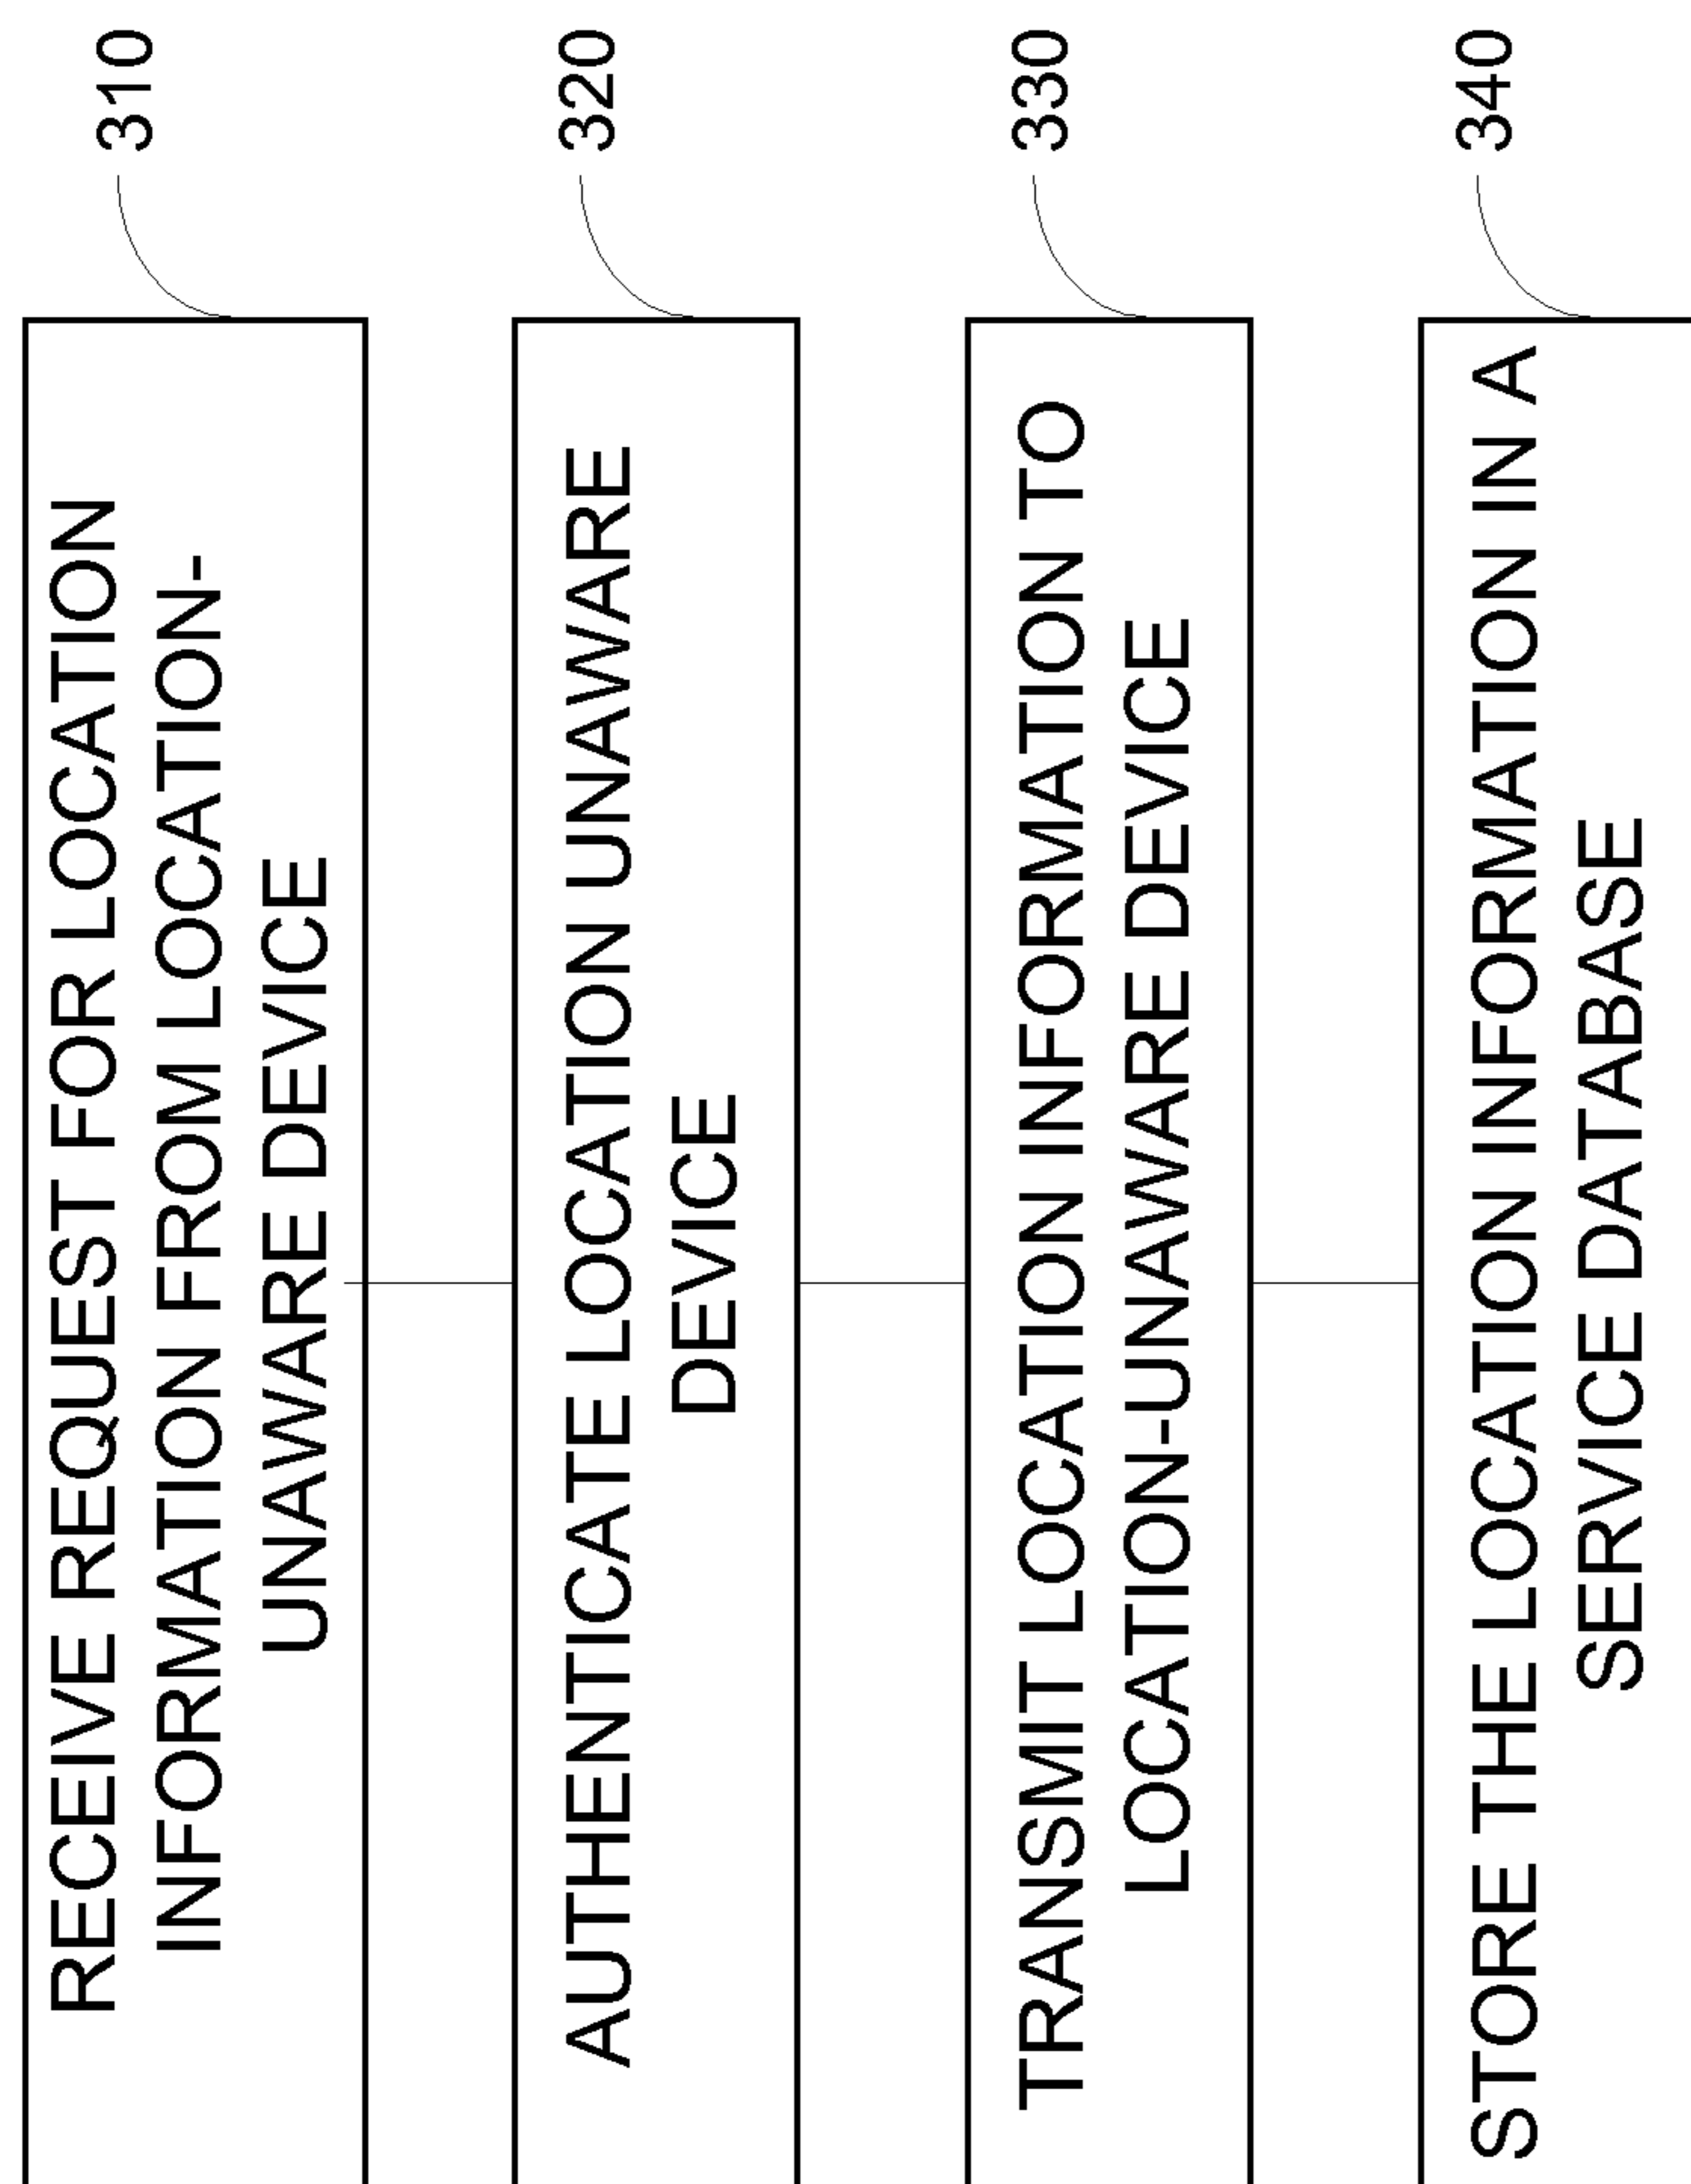 RECEIVE REQUEST FOR LOCATION
INFORMATION FROM LOCATION-
UNAWARE DEVICE
310
AUTHENTICATE LOCATION UNAWARE
DEVICE
320
TRANSMIT LOCATION INFORMATION TO
LOCATION-UNAWARE DEVICE
330
STORE THE LOCATION INFORMATION IN A
SERVICE DATABASE
340